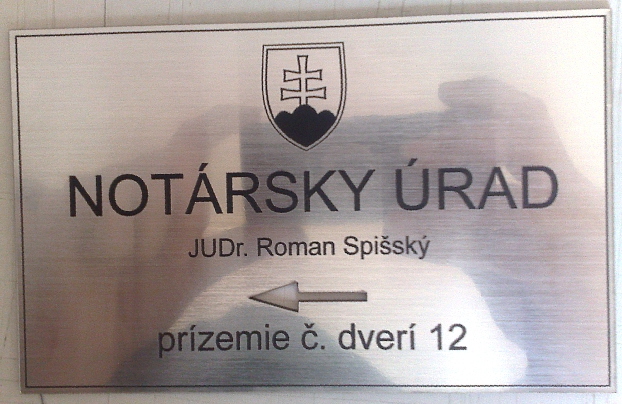 NOTÁRSKY ÚRAD
JUDr. Roman Spišský
prízemie č. dverí 12